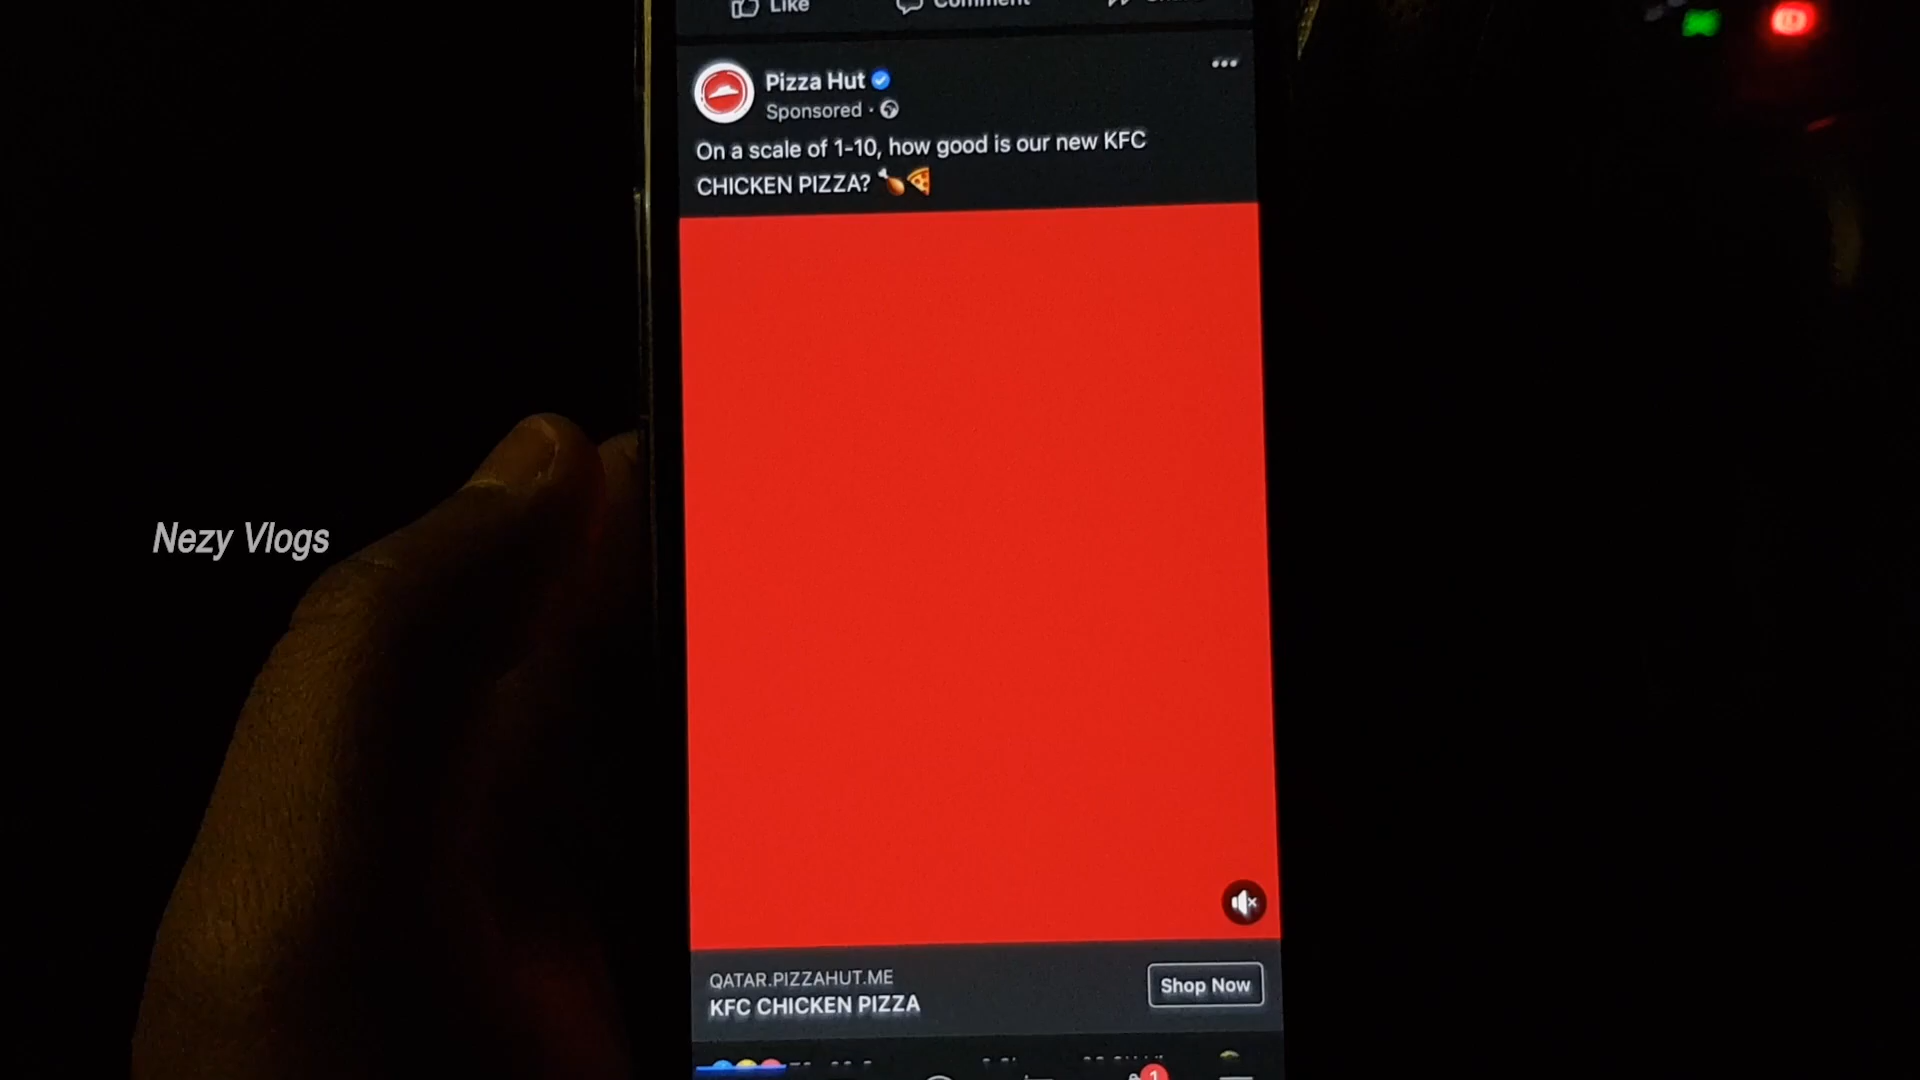 Like
Comment
Pizza Hut
Sponsored ·
On a scale of 1-10, how good is our new KFC
CHICKEN PIZZA?
Nezy Vlogs
QATAR.PIZZAHUT.ME
KFC CHICKEN PIZZA
Shop Now
1